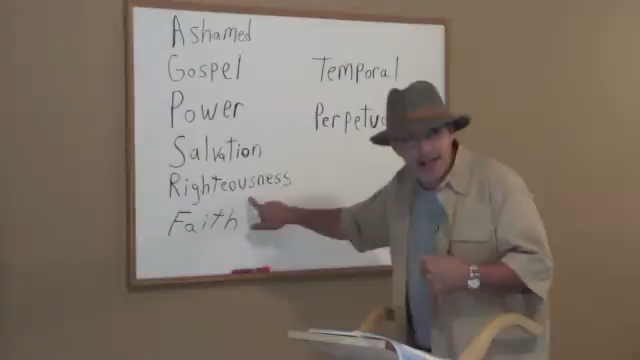 Ashamed
Gospel
Power
Salvation
Righteousness
Faith
Temporal